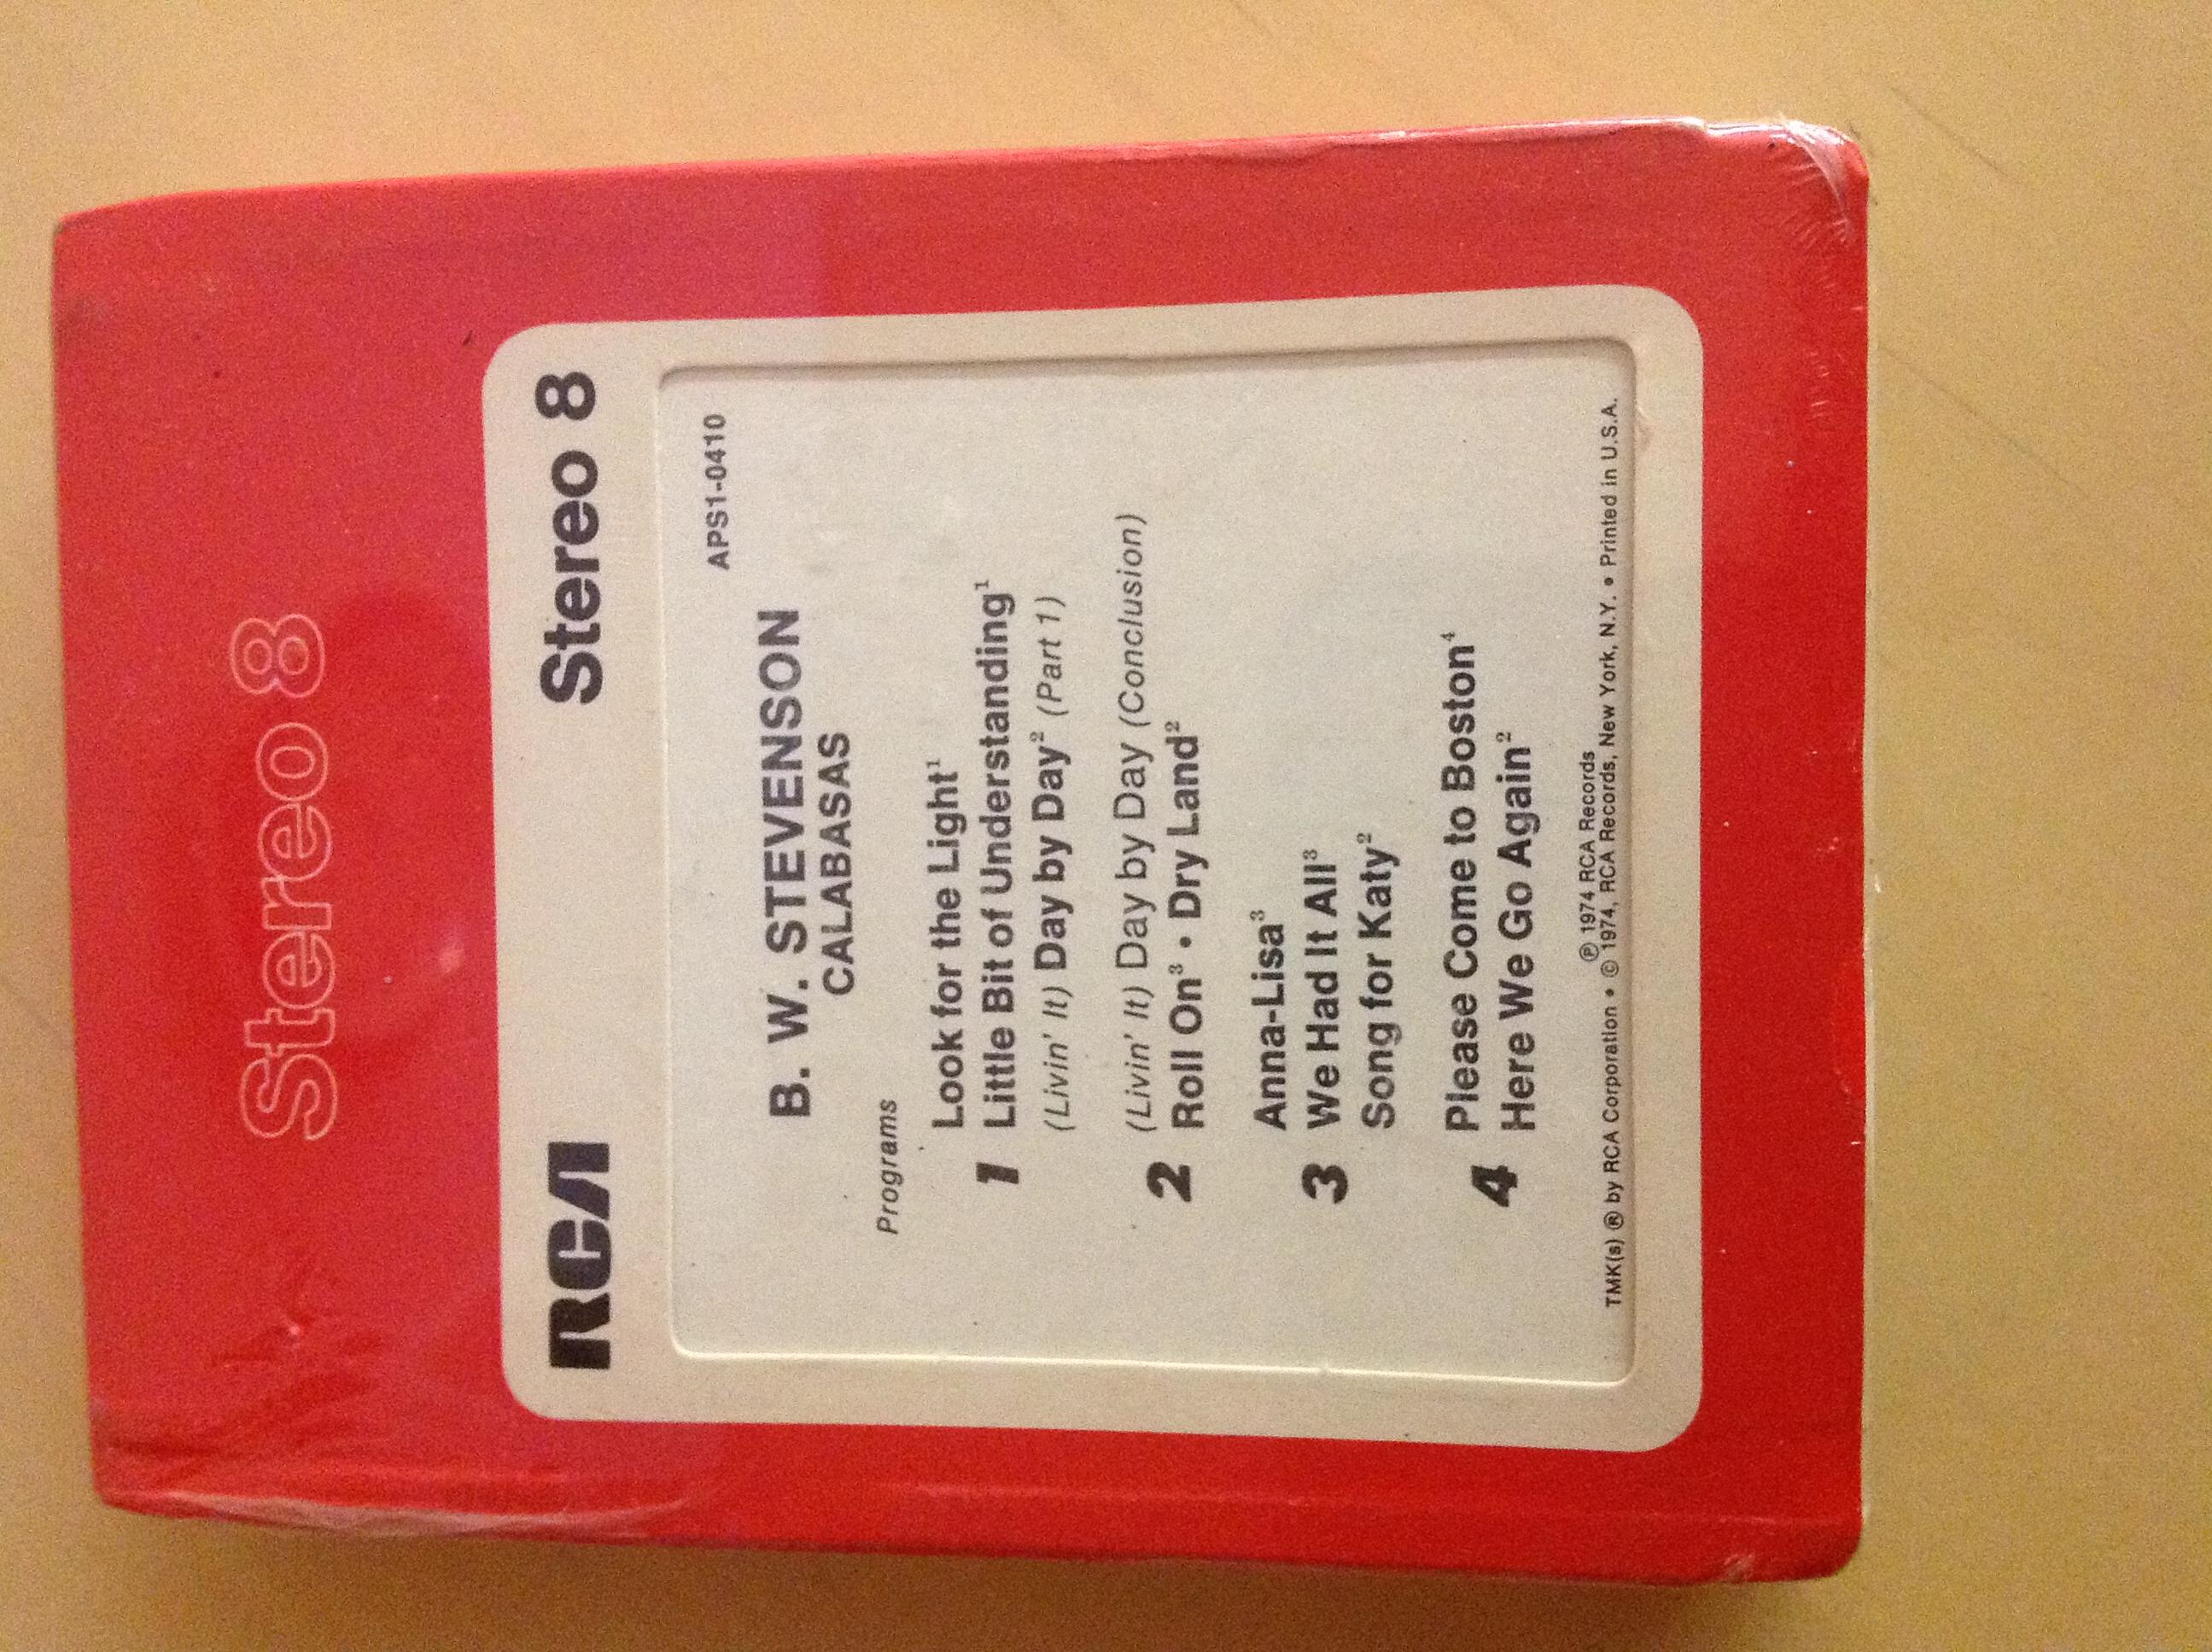 Stereo 8
RCA Stereo 8
APS1-0410
B. W. STEVENSON
CALABASAS
Programs
Look for the Light¹
1 Little Bit of Understanding¹
(Livin' It) Day by Day² (Part 1)
(Livin' It) Day by Day (Conclusion)
2 Roll On³ • Dry Land²
Anna-Lisa³
3 We Had It All³
Song for Katy²
4 Please Come to Boston⁴
Here We Go Again²
℗ 1974 RCA Records
TMK(s) ® by RCA Corporation • © 1974, RCA Records, New York, N.Y. • Printed in U.S.A.